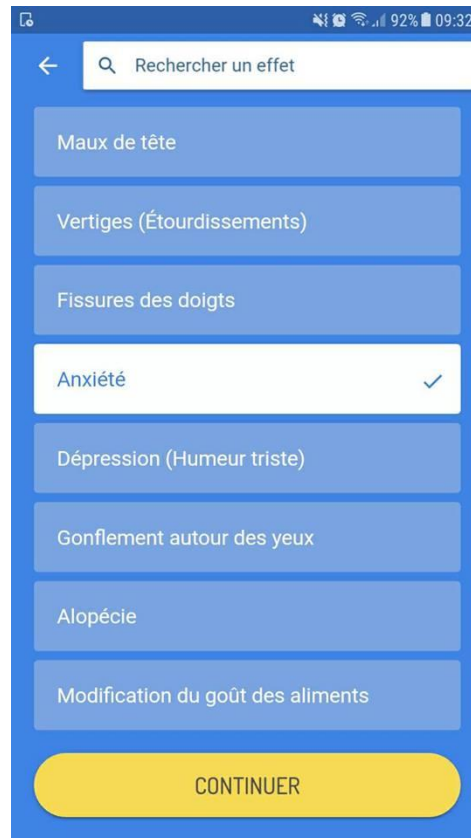 92% 09:32
Rechercher un effet
Maux de tête
Vertiges (Étourdissements)
Fissures des doigts
Anxiété
Dépression (Humeur triste)
Gonflement autour des yeux
Alopécie
Modification du goût des aliments
CONTINUER